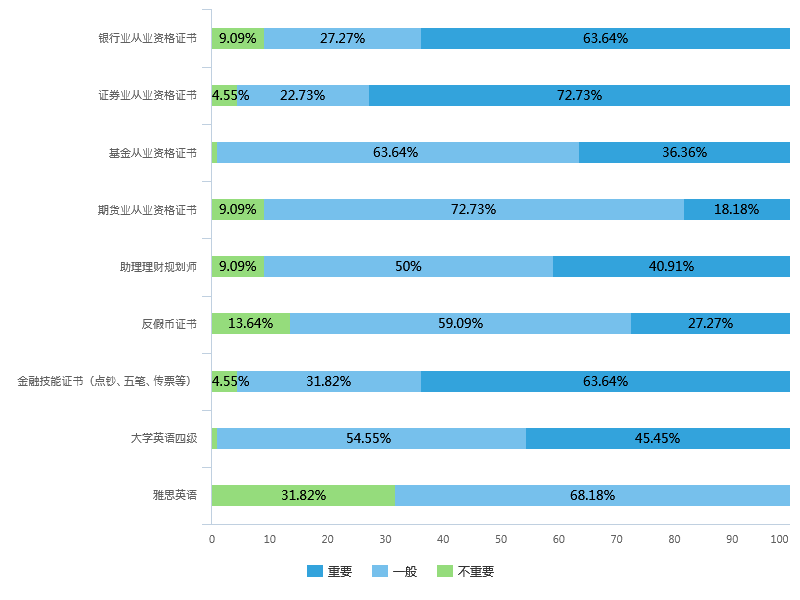 银行业从业资格证书 9.09% 27.27% 63.64%
证券业从业资格证书 4.55% 22.73% 72.73%
基金从业资格证书 63.64% 36.36%
期货业从业资格证书 9.09% 72.73% 18.18%
助理理财规划师 9.09% 50% 40.91%
反假币证书 13.64% 59.09% 27.27%
金融技能证书（点钞、五笔、传票等） 4.55% 31.82% 63.64%
大学英语四级 54.55% 45.45%
雅思英语 31.82% 68.18%
0 10 20 30 40 50 60 70 80 90 100
重要 一般 不重要